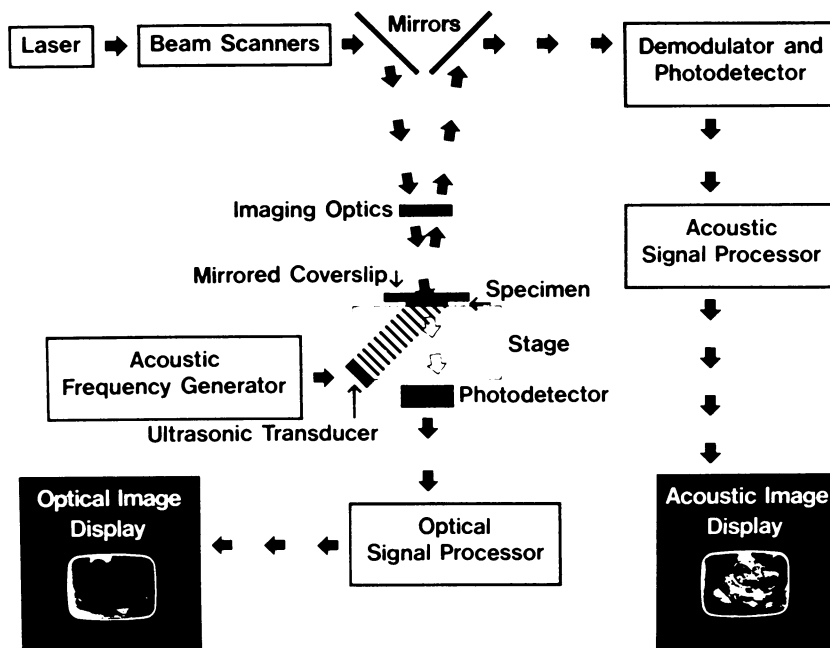 Laser
Beam Scanners
Mirrors
Demodulator and
Photodetector
Imaging Optics
Acoustic
Signal Processor
Mirrored Coverslip
Specimen
Stage
Acoustic
Frequency Generator
Photodetector
Ultrasonic Transducer
Optical Image
Display
Optical
Signal Processor
Acoustic Image
Display